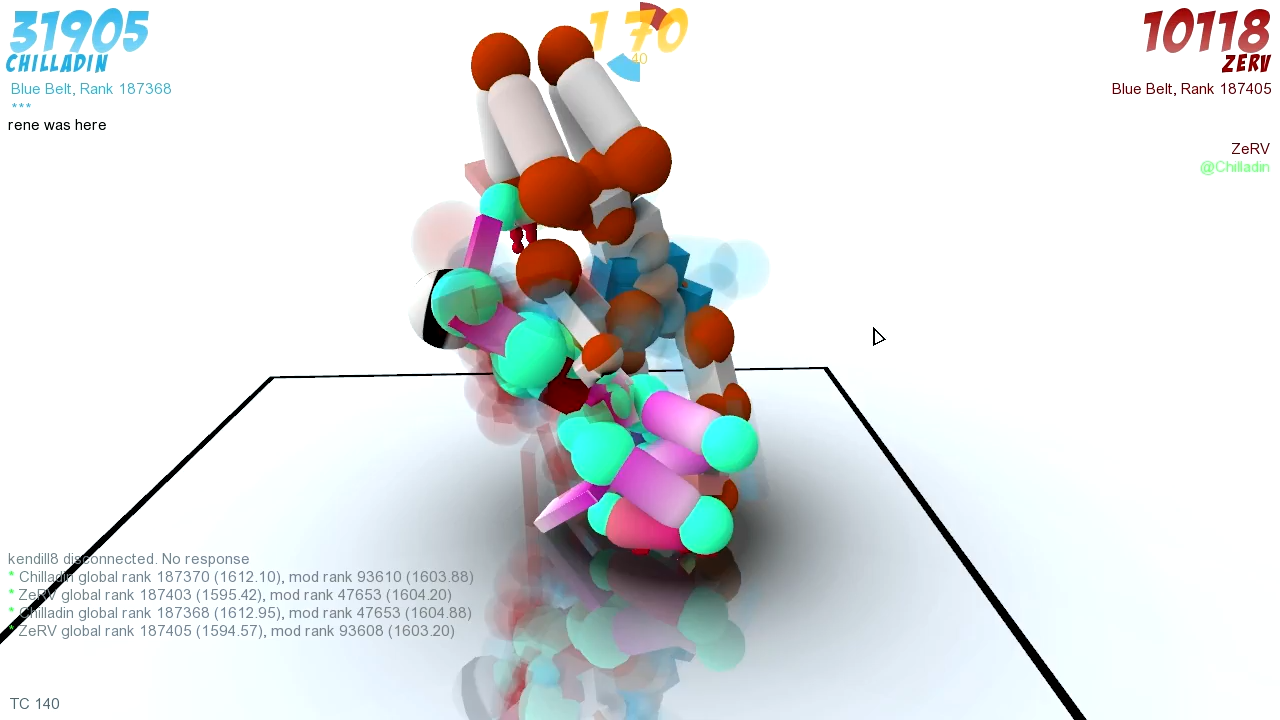 31905
CHILLADIN
Blue Belt, Rank 187368
***
rene was here
170
40
10118
ZERV
Blue Belt, Rank 187405
ZeRV
@Chilladin
kendill8 disconnected. No response
* Chilladin global rank 187370 (1612.10), mod rank 93610 (1603.88)
* ZeRV global rank 187403 (1595.42), mod rank 47653 (1604.20)
* Chilladin global rank 187368 (1612.95), mod rank 47653 (1604.88)
* ZeRV global rank 187405 (1594.57), mod rank 93608 (1603.20)
TC 140